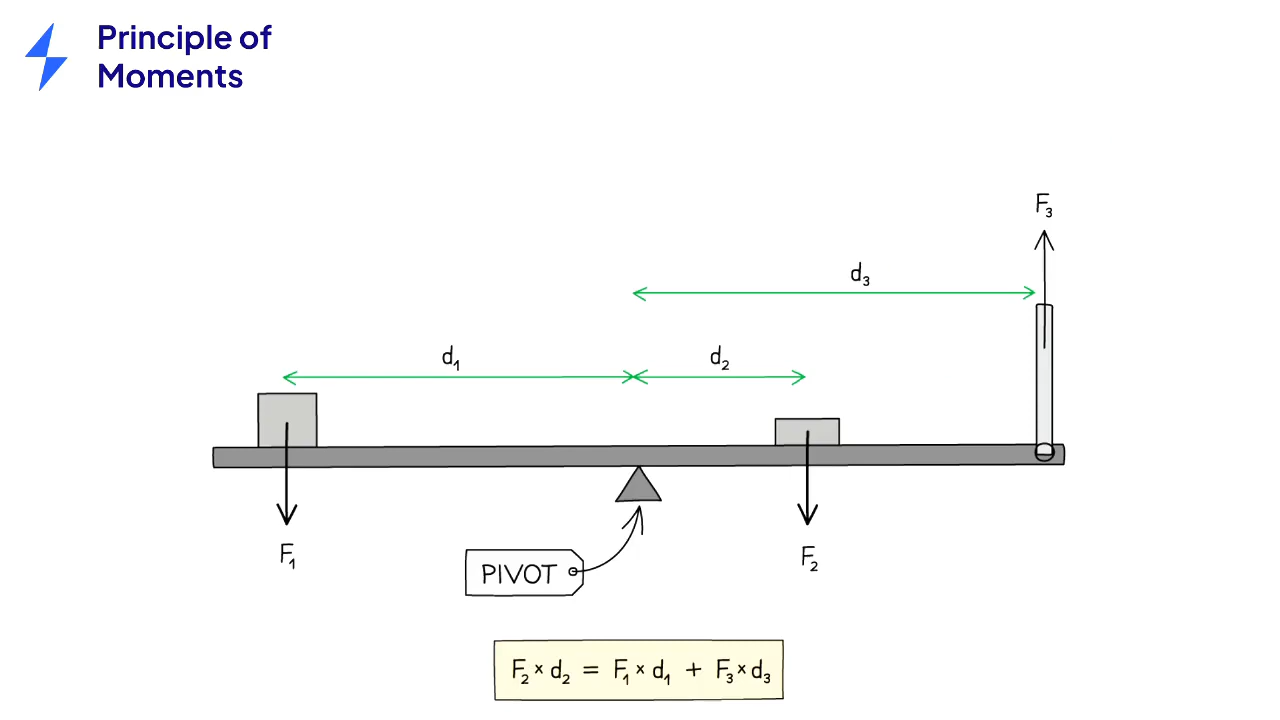 Principle of
Moments
F₃
d₃
d₁
d₂
F₁
F₂
PIVOT
F₂ × d₂ = F₁ × d₁ + F₃ × d₃